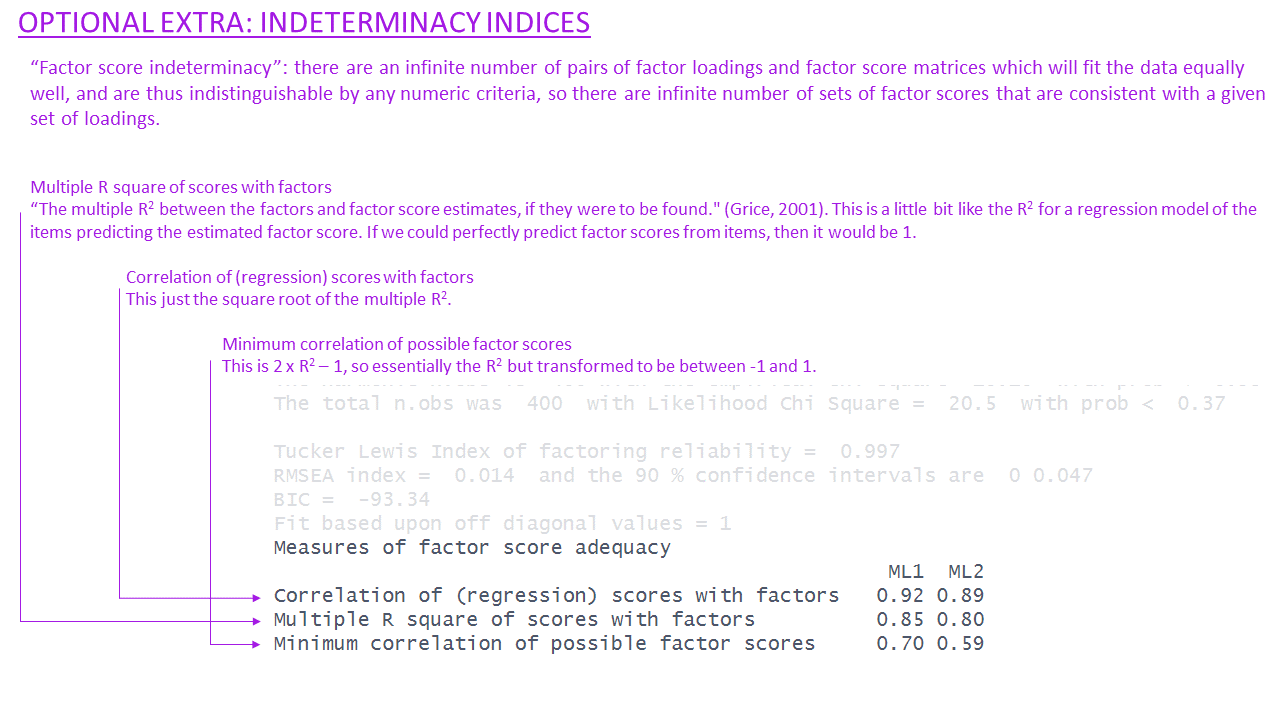 OPTIONAL EXTRA: INDETERMINACY INDICES
“Factor score indeterminacy”: there are an infinite number of pairs of factor loadings and factor score matrices which will fit the data equally
well, and are thus indistinguishable by any numeric criteria, so there are infinite number of sets of factor scores that are consistent with a given
set of loadings.
Multiple R square of scores with factors
“The multiple R² between the factors and factor score estimates, if they were to be found." (Grice, 2001). This is a little bit like the R² for a regression model of the
items predicting the estimated factor score. If we could perfectly predict factor scores from items, then it would be 1.
Correlation of (regression) scores with factors
This just the square root of the multiple R².
Minimum correlation of possible factor scores
This is 2 x R² – 1, so essentially the R² but transformed to be between -1 and 1.
The total n.obs was 400 with Likelihood Chi Square = 20.5 with prob < 0.37
Tucker Lewis Index of factoring reliability = 0.997
RMSEA index = 0.014 and the 90 % confidence intervals are 0 0.047
BIC = -93.34
Fit based upon off diagonal values = 1
Measures of factor score adequacy
ML1 ML2
Correlation of (regression) scores with factors 0.92 0.89
Multiple R square of scores with factors 0.85 0.80
Minimum correlation of possible factor scores 0.70 0.59